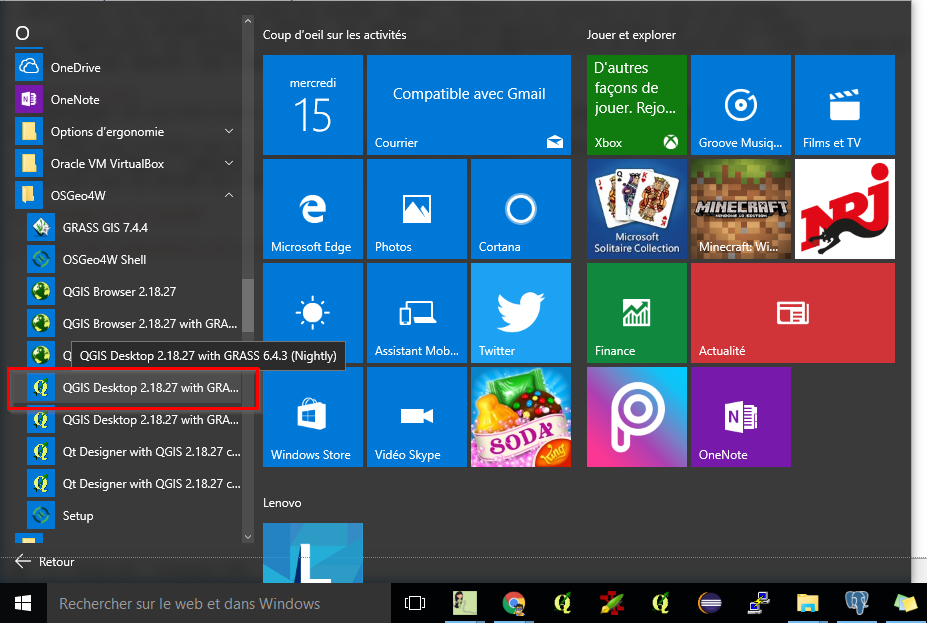 O
OneDrive
OneNote
Options d'ergonomie
Oracle VM VirtualBox
OSGeo4W
GRASS GIS 7.4.4
OSGeo4W Shell
QGIS Browser 2.18.27
QGIS Browser 2.18.27 with GRA...
Q
QGIS Desktop 2.18.27 with GRASS 6.4.3 (Nightly)
QGIS Desktop 2.18.27 with GRA...
QGIS Desktop 2.18.27 with GRA...
Qt Designer with QGIS 2.18.27 c...
Qt Designer with QGIS 2.18.27 c...
Setup
Retour
Coup d'oeil sur les activités
mercredi
15
Compatible avec Gmail
Courrier
Microsoft Edge
Photos
Cortana
Assistant Mob...
Twitter
Windows Store
Vidéo Skype
SODA
King
Lenovo
L
Jouer et explorer
D'autres
façons de
jouer. Rejo...
Xbox
Groove Musiq...
Films et TV
Microsoft
Solitaire Collection
MINECRAFT
WINDOWS 10 EDITION
Minecraft: Wi...
NRJ
Finance
Actualité
N
OneNote
Rechercher sur le web et dans Windows